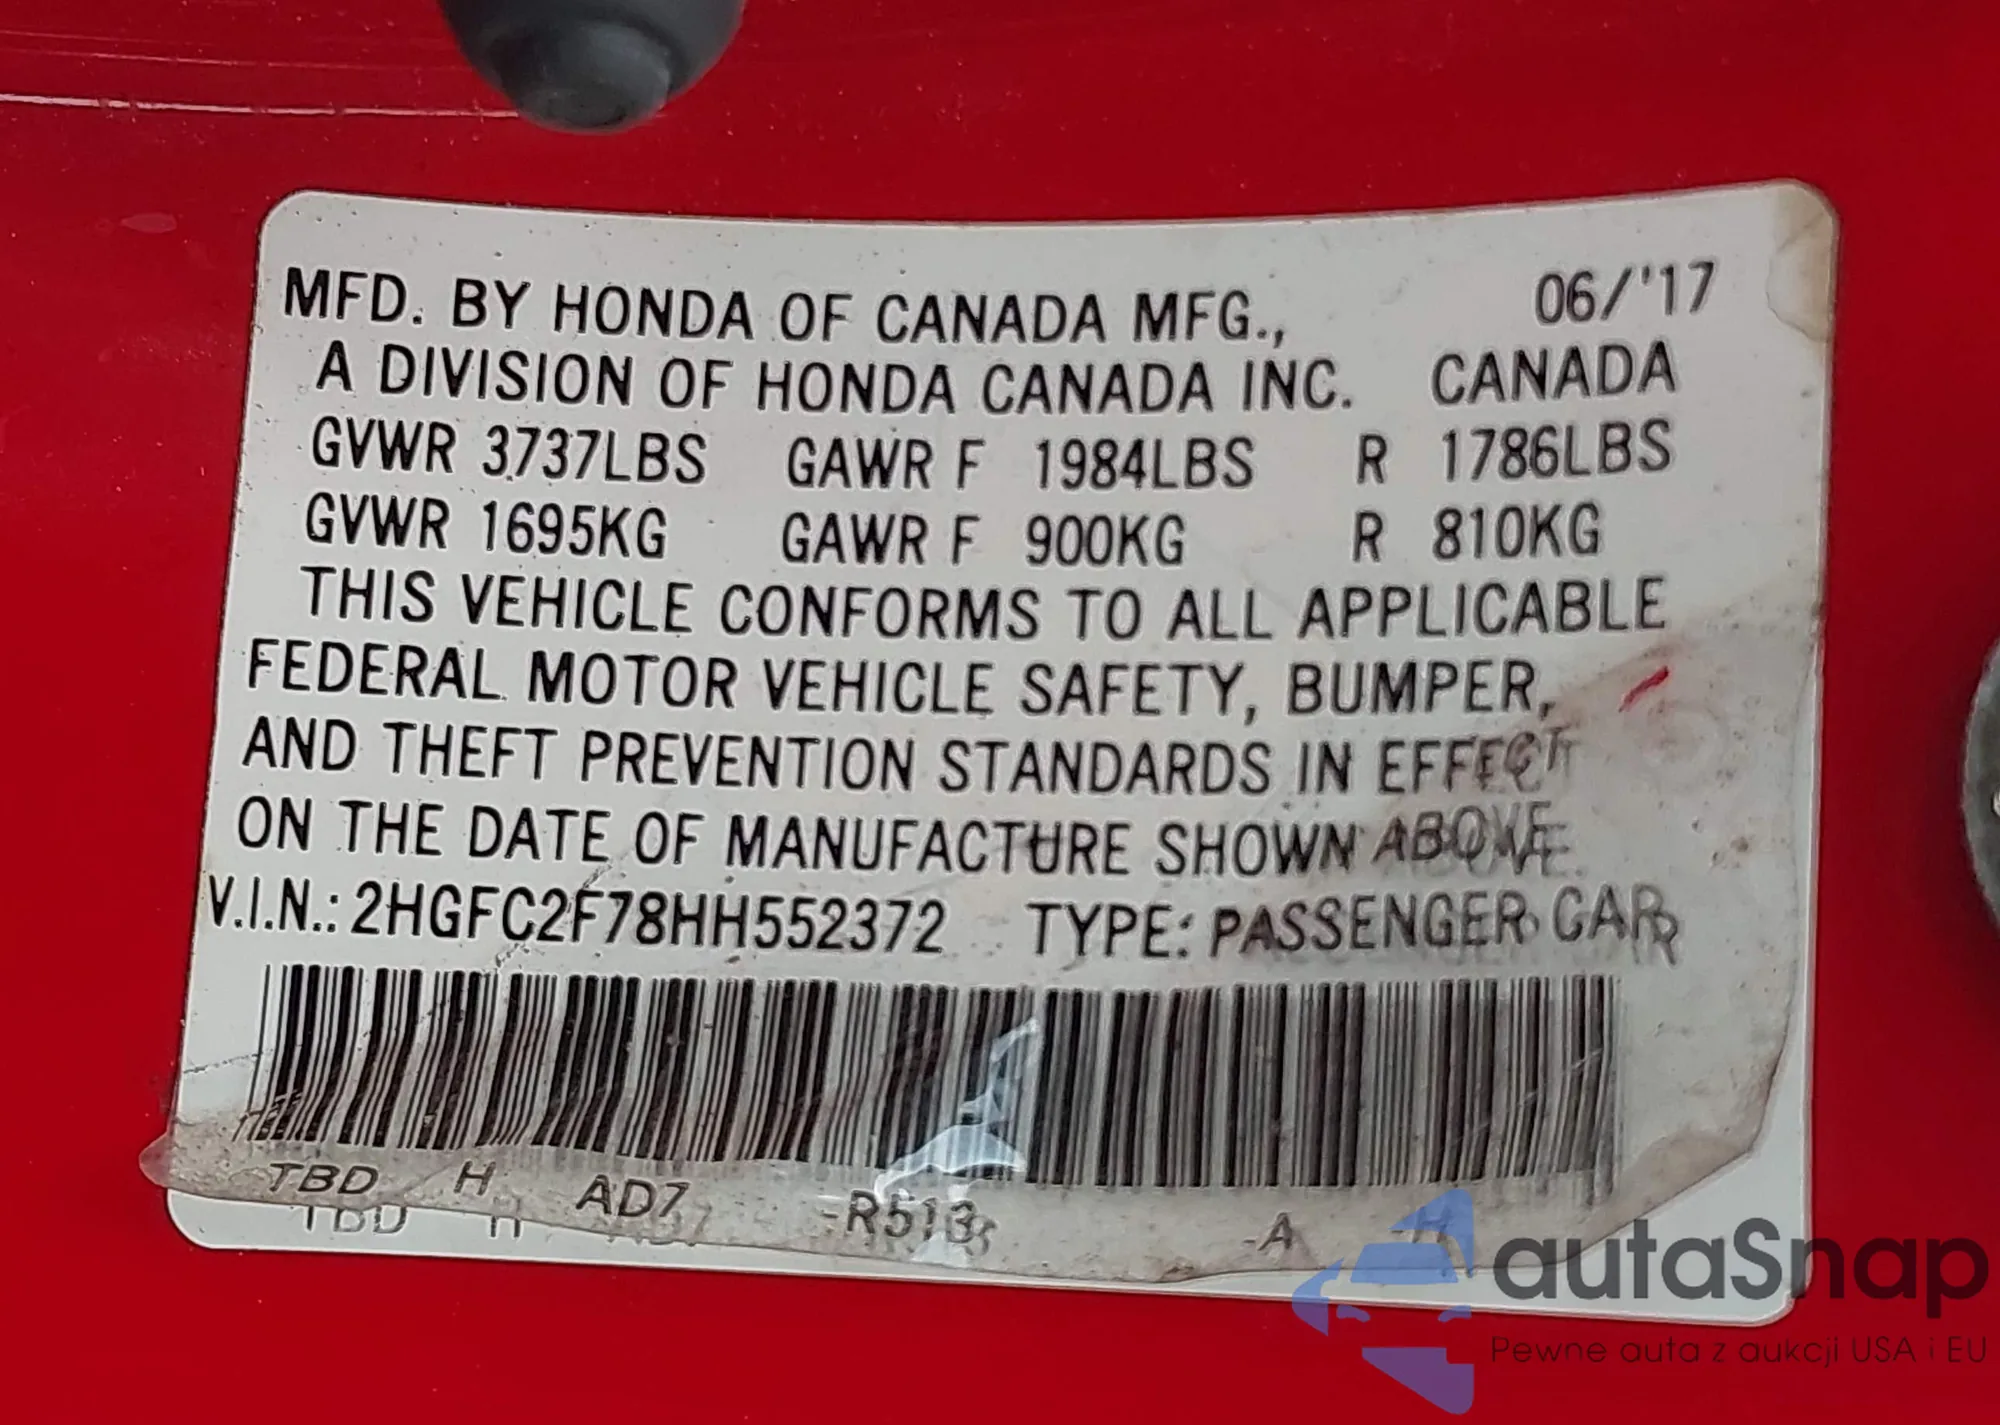 MFD. BY HONDA OF CANADA MFG., 06/'17
A DIVISION OF HONDA CANADA INC. CANADA
GVWR 3737LBS GAWR F 1984LBS R 1786LBS
GVWR 1695KG GAWR F 900KG R 810KG
THIS VEHICLE CONFORMS TO ALL APPLICABLE
FEDERAL MOTOR VEHICLE SAFETY, BUMPER,
AND THEFT PREVENTION STANDARDS IN EFFECT
ON THE DATE OF MANUFACTURE SHOWN ABOVE.
V.I.N.: 2HGFC2F78HH552372 TYPE: PASSENGER CAR
TBD H AD7 -R513 -A -H
TBD H AD7
autaSnap
Pewne auta z aukcji USA i EU